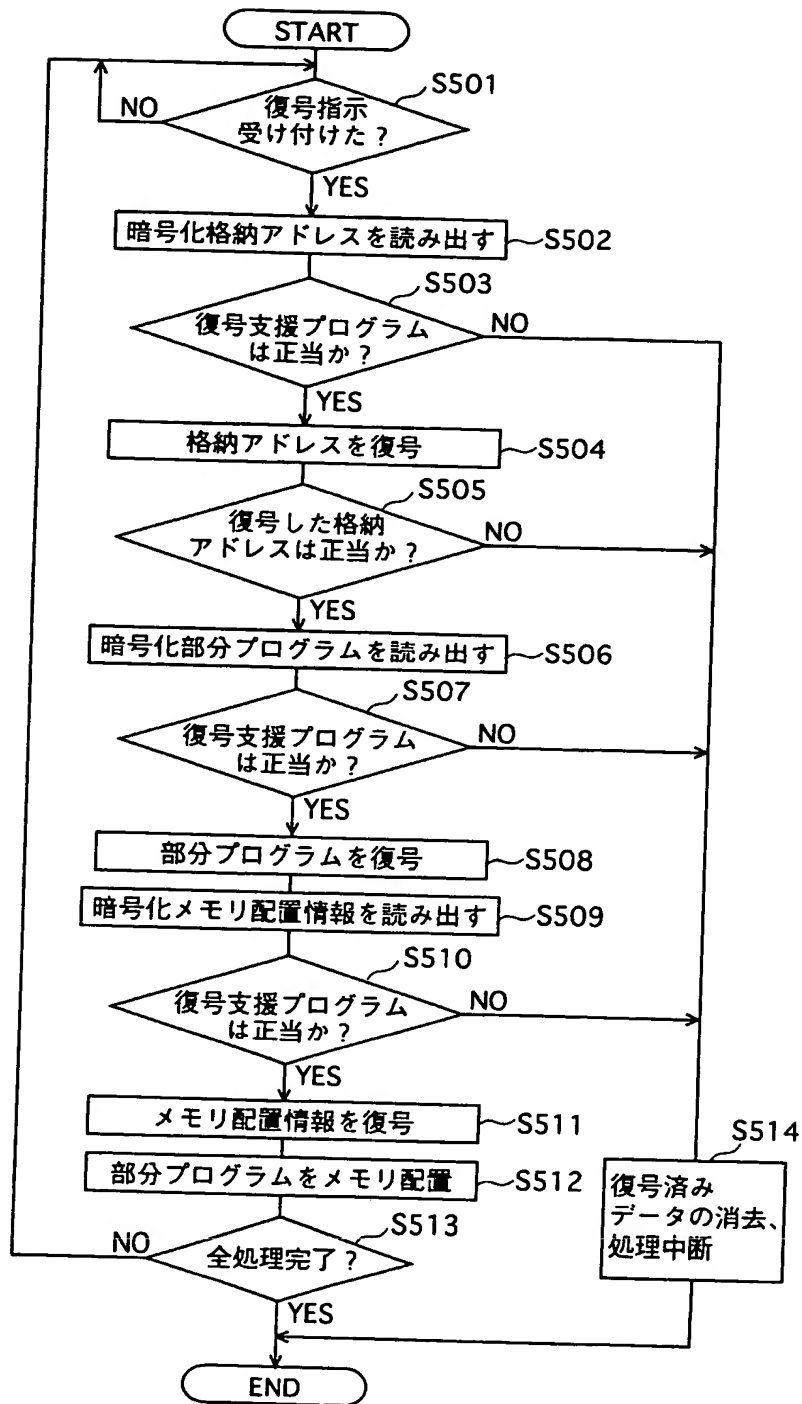 START
S501
復号指示
受け付けた?
NO
YES
暗号化格納アドレスを読み出す
S502
S503
復号支援プログラム
は正当か?
NO
YES
格納アドレスを復号
S504
S505
復号した格納
アドレスは正当か?
NO
YES
暗号化部分プログラムを読み出す
S506
S507
復号支援プログラム
は正当か?
NO
YES
部分プログラムを復号
S508
暗号化メモリ配置情報を読み出す
S509
S510
復号支援プログラム
は正当か?
NO
YES
メモリ配置情報を復号
S511
部分プログラムをメモリ配置
S512
S513
全処理完了?
NO
YES
S514
復号済み
データの消去、
処理中断
END